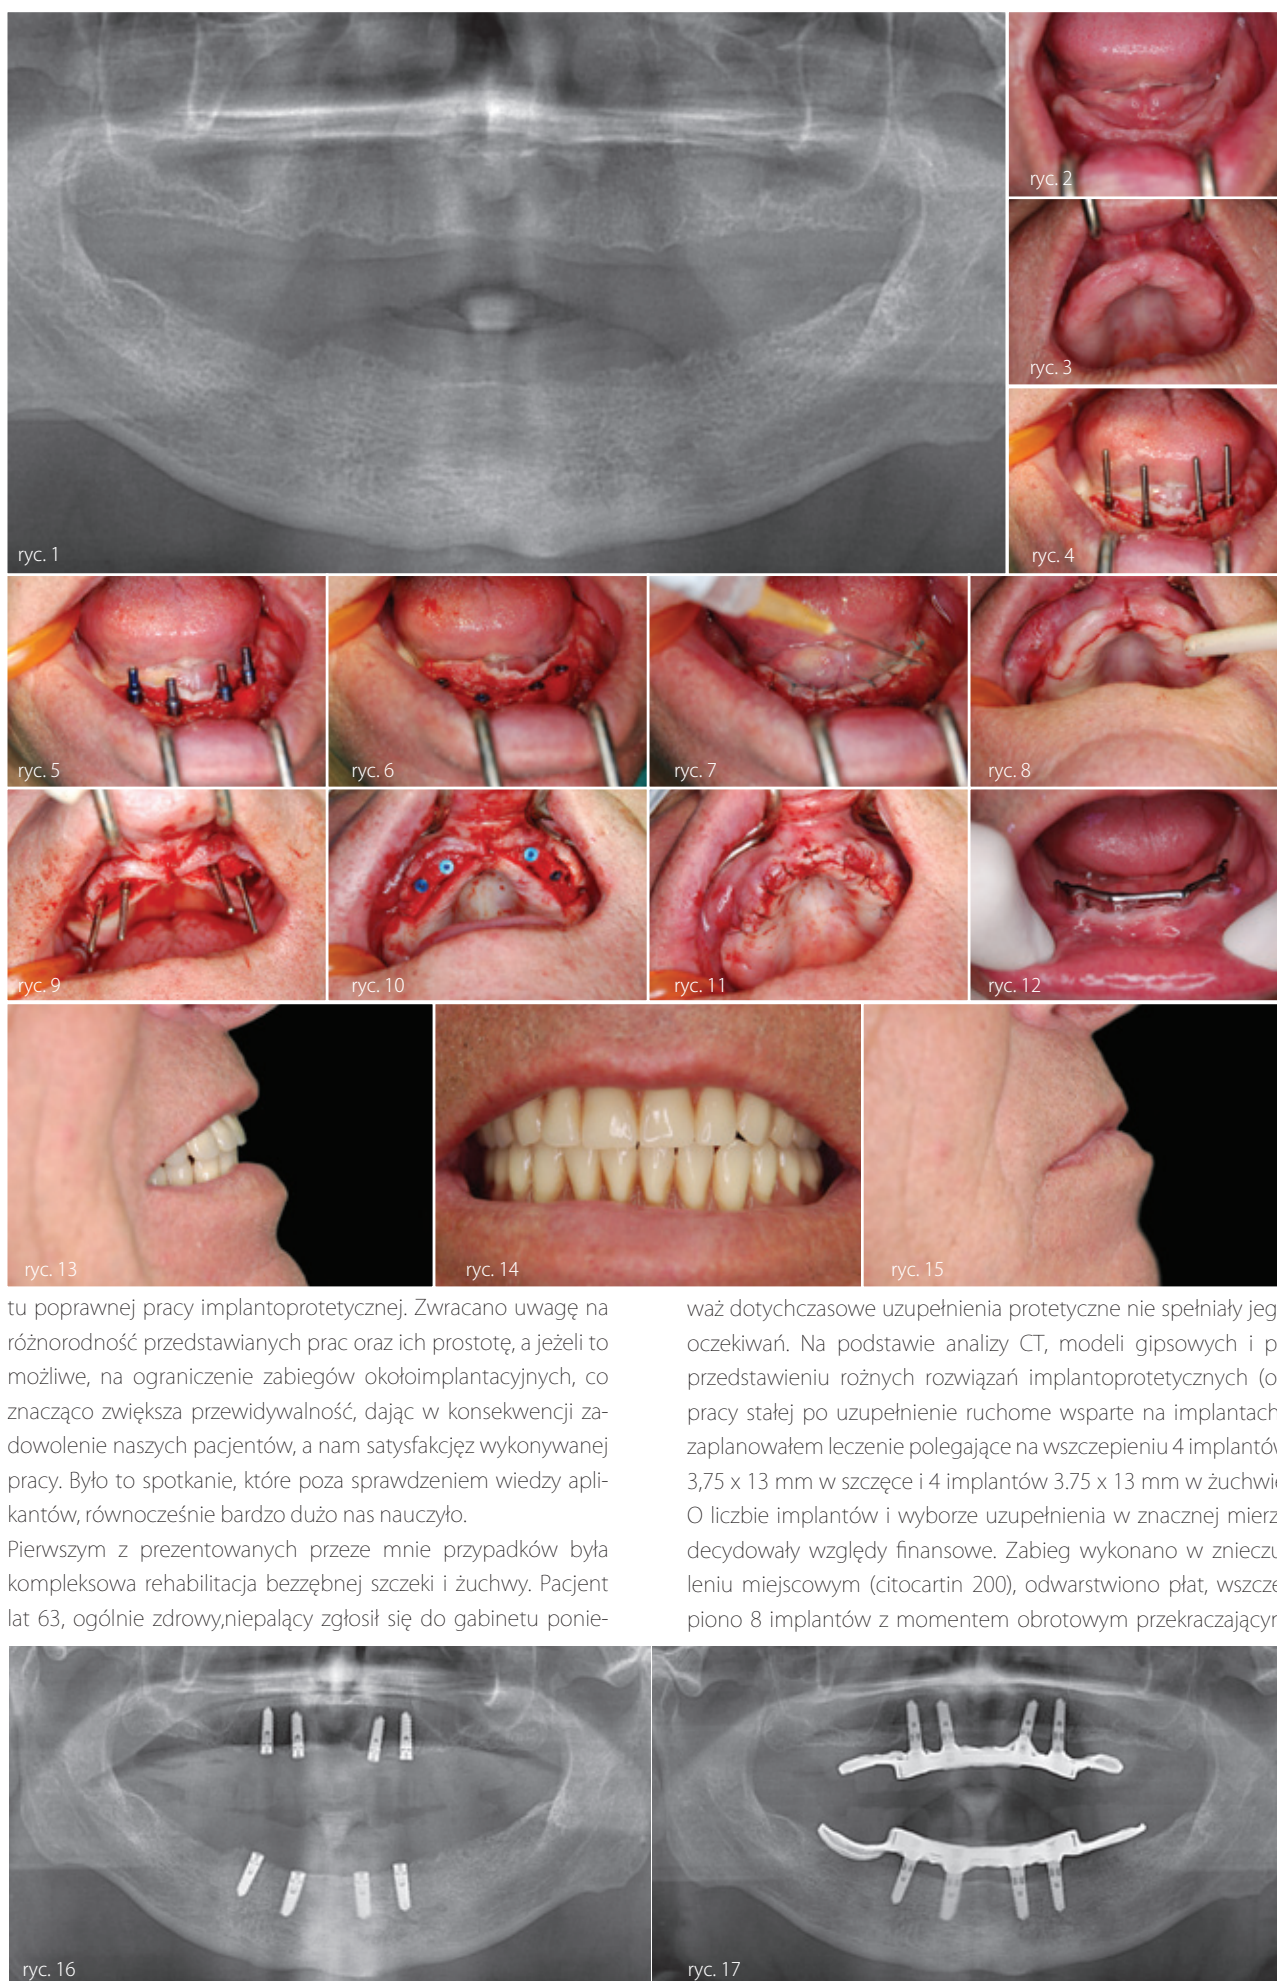 ryc. 1
ryc. 2
ryc. 3
ryc. 4
ryc. 5
ryc. 6
ryc. 7
ryc. 8
ryc. 9
ryc. 10
ryc. 11
ryc. 12
ryc. 13
ryc. 14
ryc. 15
tu poprawnej pracy implantoprotetycznej. Zwracano uwagę na
różnorodność przedstawianych prac oraz ich prostotę, a jeżeli to
możliwe, na ograniczenie zabiegów okołoimplantacyjnych, co
znacząco zwiększa przewidywalność, dając w konsekwencji za-
dowolenie naszych pacjentów, a nam satysfakcjęz wykonywanej
pracy. Było to spotkanie, które poza sprawdzeniem wiedzy apli-
kantów, równocześnie bardzo dużo nas nauczyło.
Pierwszym z prezentowanych przeze mnie przypadków była
kompleksowa rehabilitacja bezzębnej szczeki i żuchwy. Pacjent
lat 63, ogólnie zdrowy,niepalący zgłosił się do gabinetu ponie-
waż dotychczasowe uzupełnienia protetyczne nie spełniały jeg
oczekiwań. Na podstawie analizy CT, modeli gipsowych i p
przedstawieniu rożnych rozwiązań implantoprotetycznych (o
pracy stałej po uzupełnienie ruchome wsparte na implantach
zaplanowałem leczenie polegające na wszczepieniu 4 implantów
3,75 x 13 mm w szczęce i 4 implantów 3.75 x 13 mm w żuchwie
O liczbie implantów i wyborze uzupełnienia w znacznej mierz
decydowały względy finansowe. Zabieg wykonano w znieczu
leniu miejscowym (citocartin 200), odwarstwiono płat, wszcze
piono 8 implantów z momentem obrotowym przekraczającym
ryc. 16
ryc. 17